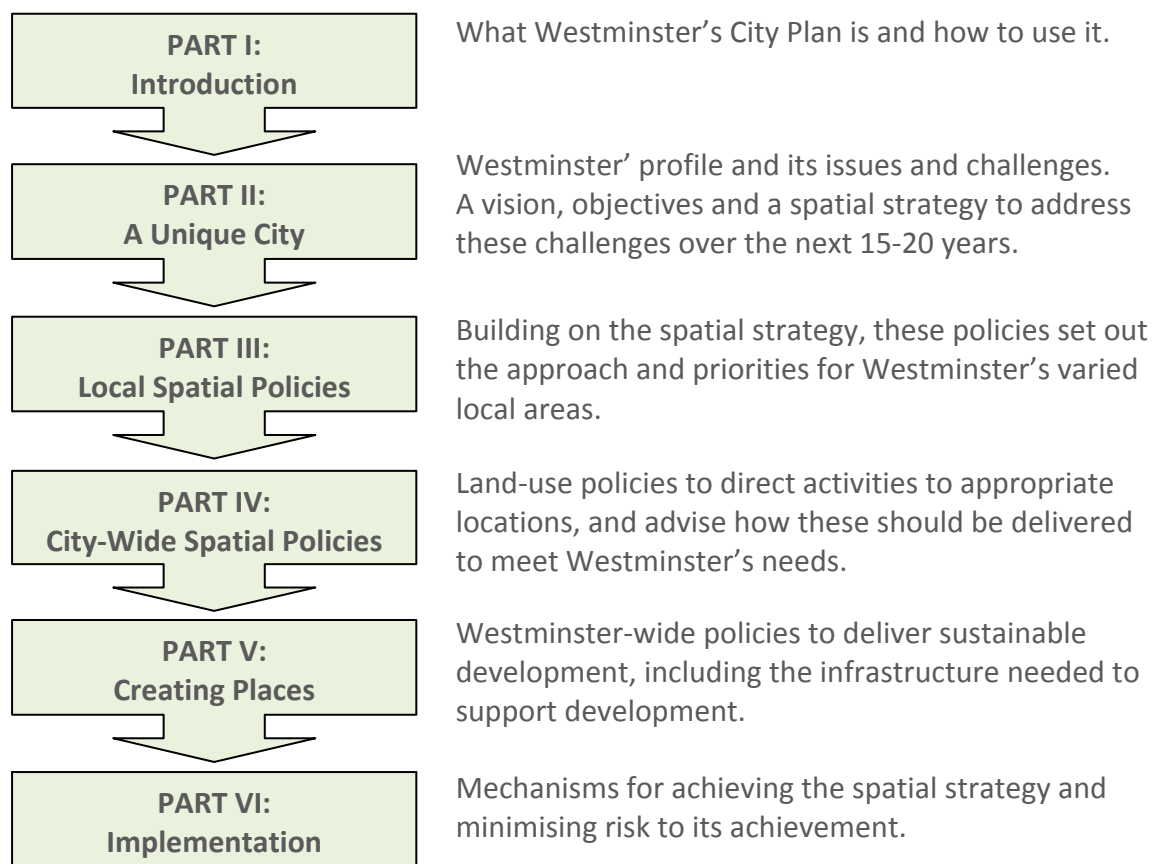 PART I:
Introduction
What Westminster’s City Plan is and how to use it.
PART II:
A Unique City
Westminster’ profile and its issues and challenges.
A vision, objectives and a spatial strategy to address
these challenges over the next 15-20 years.
PART III:
Local Spatial Policies
Building on the spatial strategy, these policies set out
the approach and priorities for Westminster’s varied
local areas.
PART IV:
City-Wide Spatial Policies
Land-use policies to direct activities to appropriate
locations, and advise how these should be delivered
to meet Westminster’s needs.
PART V:
Creating Places
Westminster-wide policies to deliver sustainable
development, including the infrastructure needed to
support development.
PART VI:
Implementation
Mechanisms for achieving the spatial strategy and
minimising risk to its achievement.